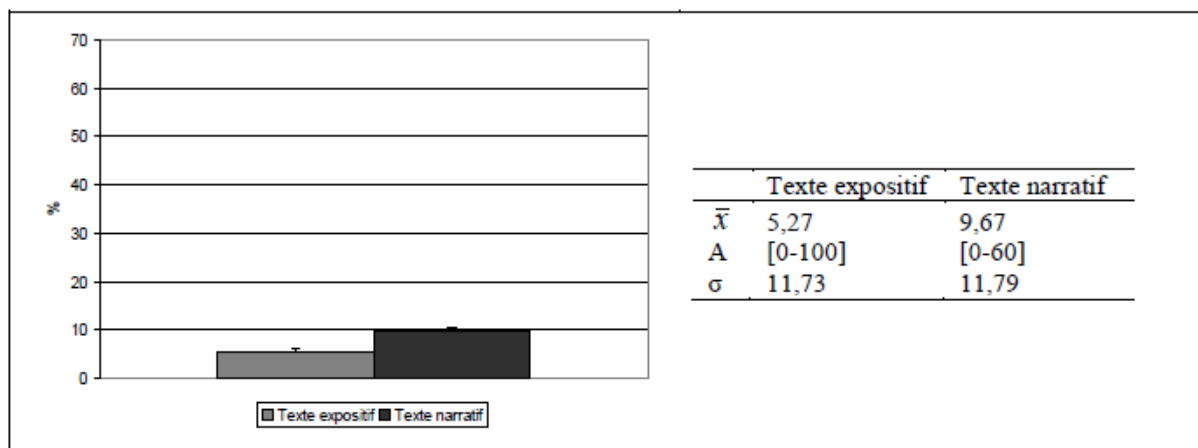 70
60
50
40
30
20
10
0
%
Texte expositif Texte narratif
Texte expositif Texte narratif
x̄ 5,27 9,67
A [0-100] [0-60]
σ 11,73 11,79